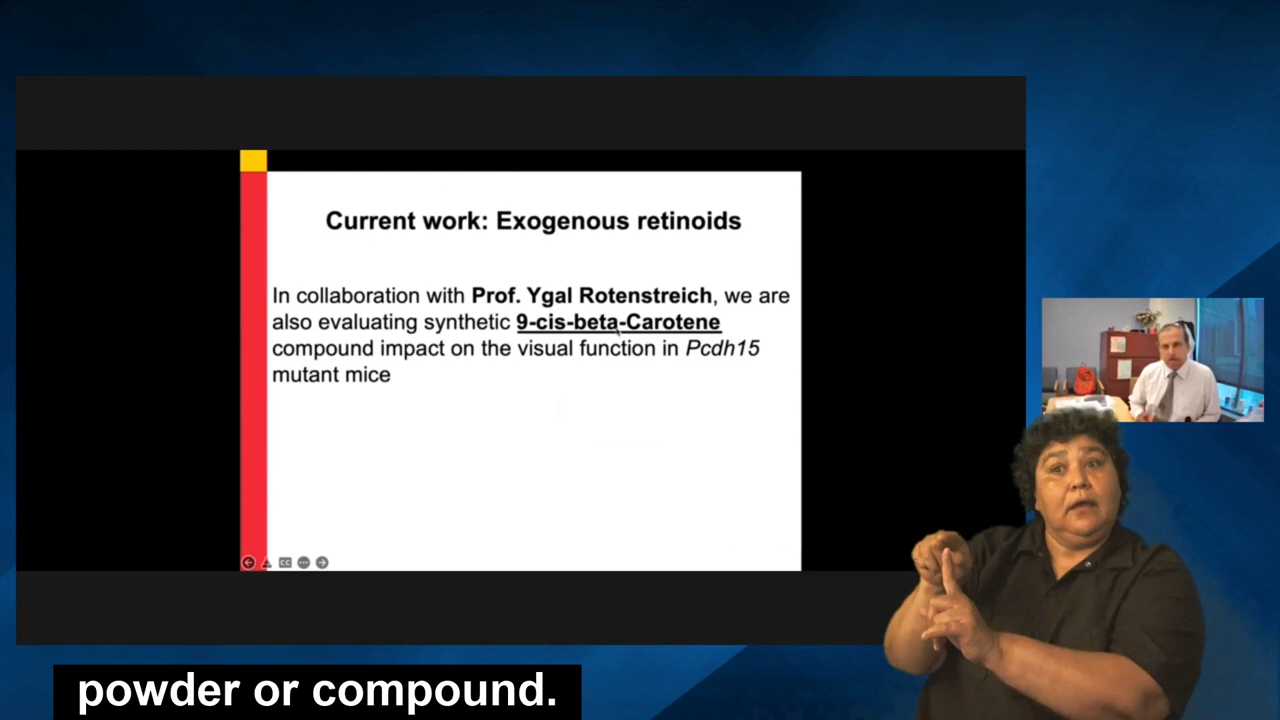 Current work: Exogenous retinoids
In collaboration with Prof. Ygal Rotenstreich, we are
also evaluating synthetic 9-cis-beta-Carotene
compound impact on the visual function in Pcdh15
mutant mice
CC
powder or compound.